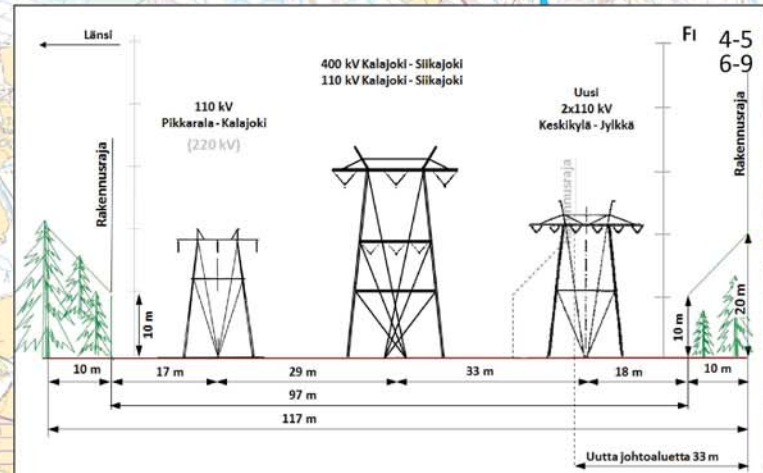 Länsi
400 kV Kalajoki - Siikajoki
110 kV Kalajoki - Siikajoki
FI
4-5
6-9
110 kV
Pikkarala - Kalajoki
(220 kV)
Uusi
2x110 kV
Keskikylä - Jylkkä
Rakennusraja
nusraja
Rakennusraja
10 m
10 m
20 m
10 m
17 m
29 m
33 m
18 m
10 m
97 m
117 m
Uutta johtoaluetta 33 m